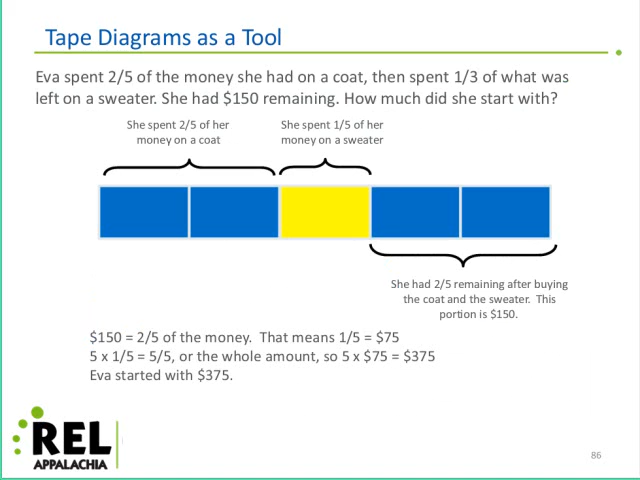 Tape Diagrams as a Tool
Eva spent 2/5 of the money she had on a coat, then spent 1/3 of what was
left on a sweater. She had $150 remaining. How much did she start with?
She spent 2/5 of her
money on a coat
She spent 1/5 of her
money on a sweater
She had 2/5 remaining after buying
the coat and the sweater. This
portion is $150.
$150 = 2/5 of the money. That means 1/5 = $75
5 x 1/5 = 5/5, or the whole amount, so 5 x $75 = $375
Eva started with $375.
REL
APPALACHIA
86